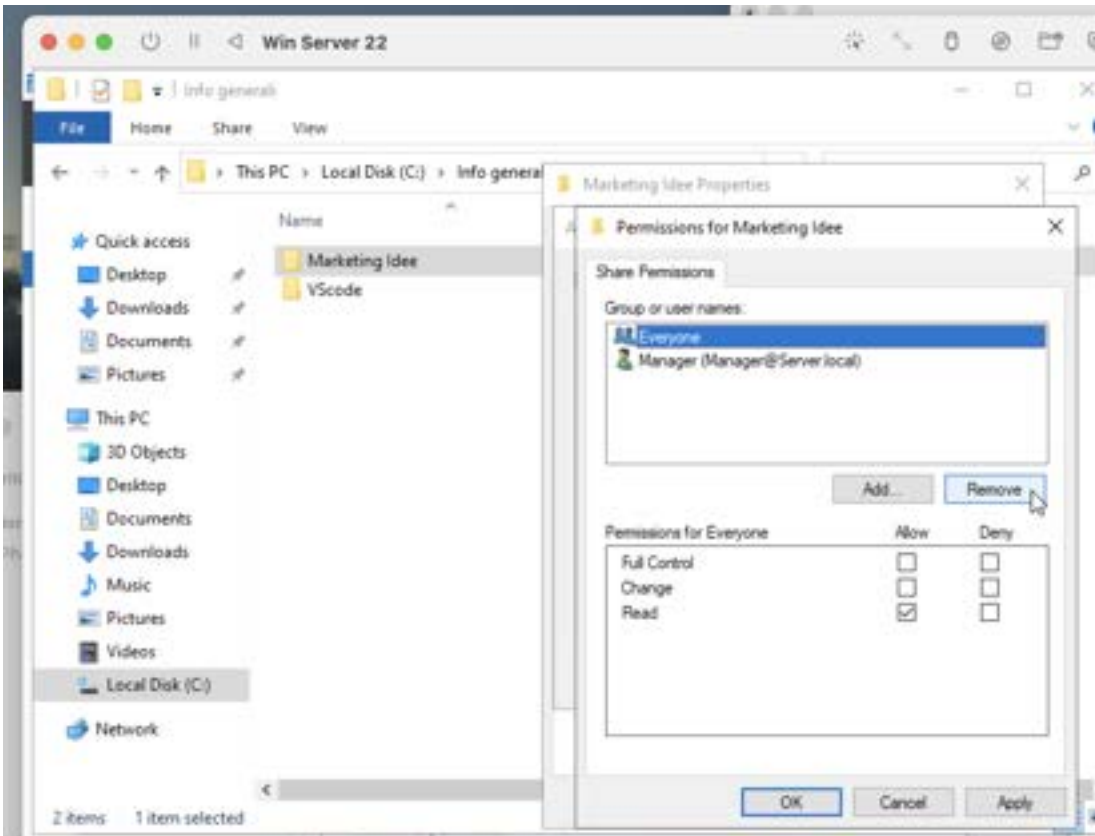 Win Server 22
Info generali
File Home Share View
This PC Local Disk (C:) Info general
Marketing Idee Properties
Name
Permissions for Marketing Idee
Quick access
Marketing Idee
VScode
Share Permissions
Desktop
Downloads
Group or user names:
Documents
Everyone
Pictures
Manager (Manager@Server.local)
This PC
3D Objects
Desktop
Add... Remove
Documents
Permissions for Everyone Allow Deny
Downloads
Full Control
Music
Change
Pictures
Read
Videos
Local Disk (C:)
Network
OK Cancel Apply
2 items 1 item selected